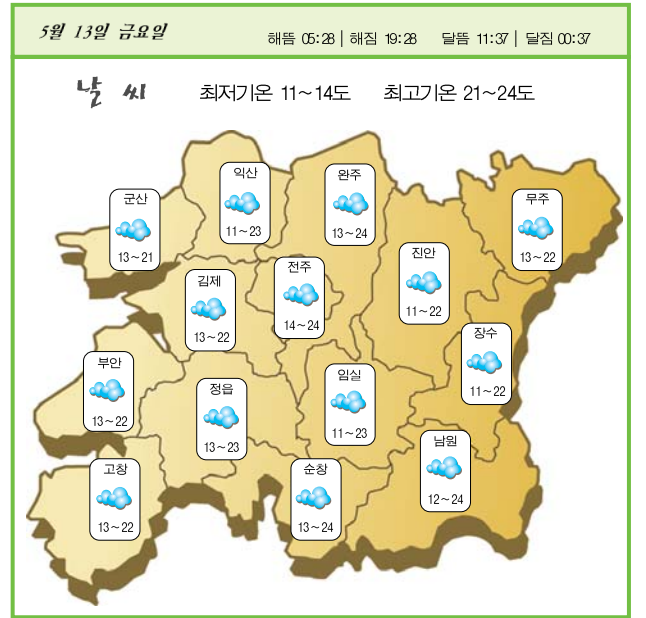 5월 13일 금요일
해뜸 05:28 | 해짐 19:28 달뜸 11:37 | 달짐 00:37
날 씨 최저기온 11~14도 최고기온 21~24도
익산
11~23
완주
13~24
군산
13~21
무주
13~22
진안
11~22
전주
14~24
김제
13~22
장수
11~22
부안
13~22
임실
11~23
정읍
13~23
남원
12~24
고창
13~22
순창
13~24